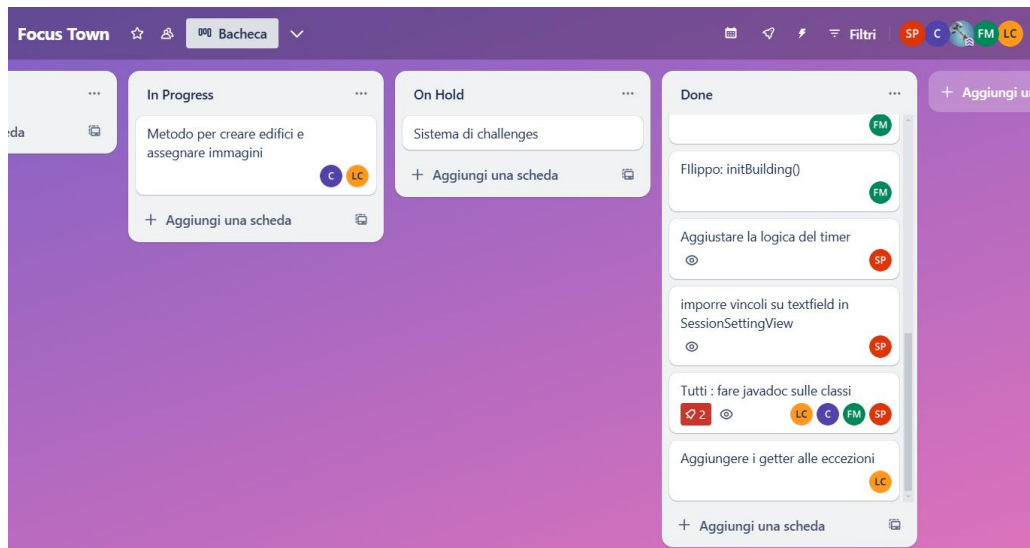 Focus Town
Bacheca
Filtri
SP C FM LC
eda
In Progress
Metodo per creare edifici e
assegnare immagini
C LC
+ Aggiungi una scheda
On Hold
Sistema di challenges
+ Aggiungi una scheda
Done
FM
FIlippo: initBuilding()
FM
Aggiustare la logica del timer
SP
imporre vincoli su textfield in
SessionSettingView
SP
Tutti : fare javadoc sulle classi
2
LC C FM SP
Aggiungere i getter alle eccezioni
LC
+ Aggiungi una scheda
+ Aggiungi u